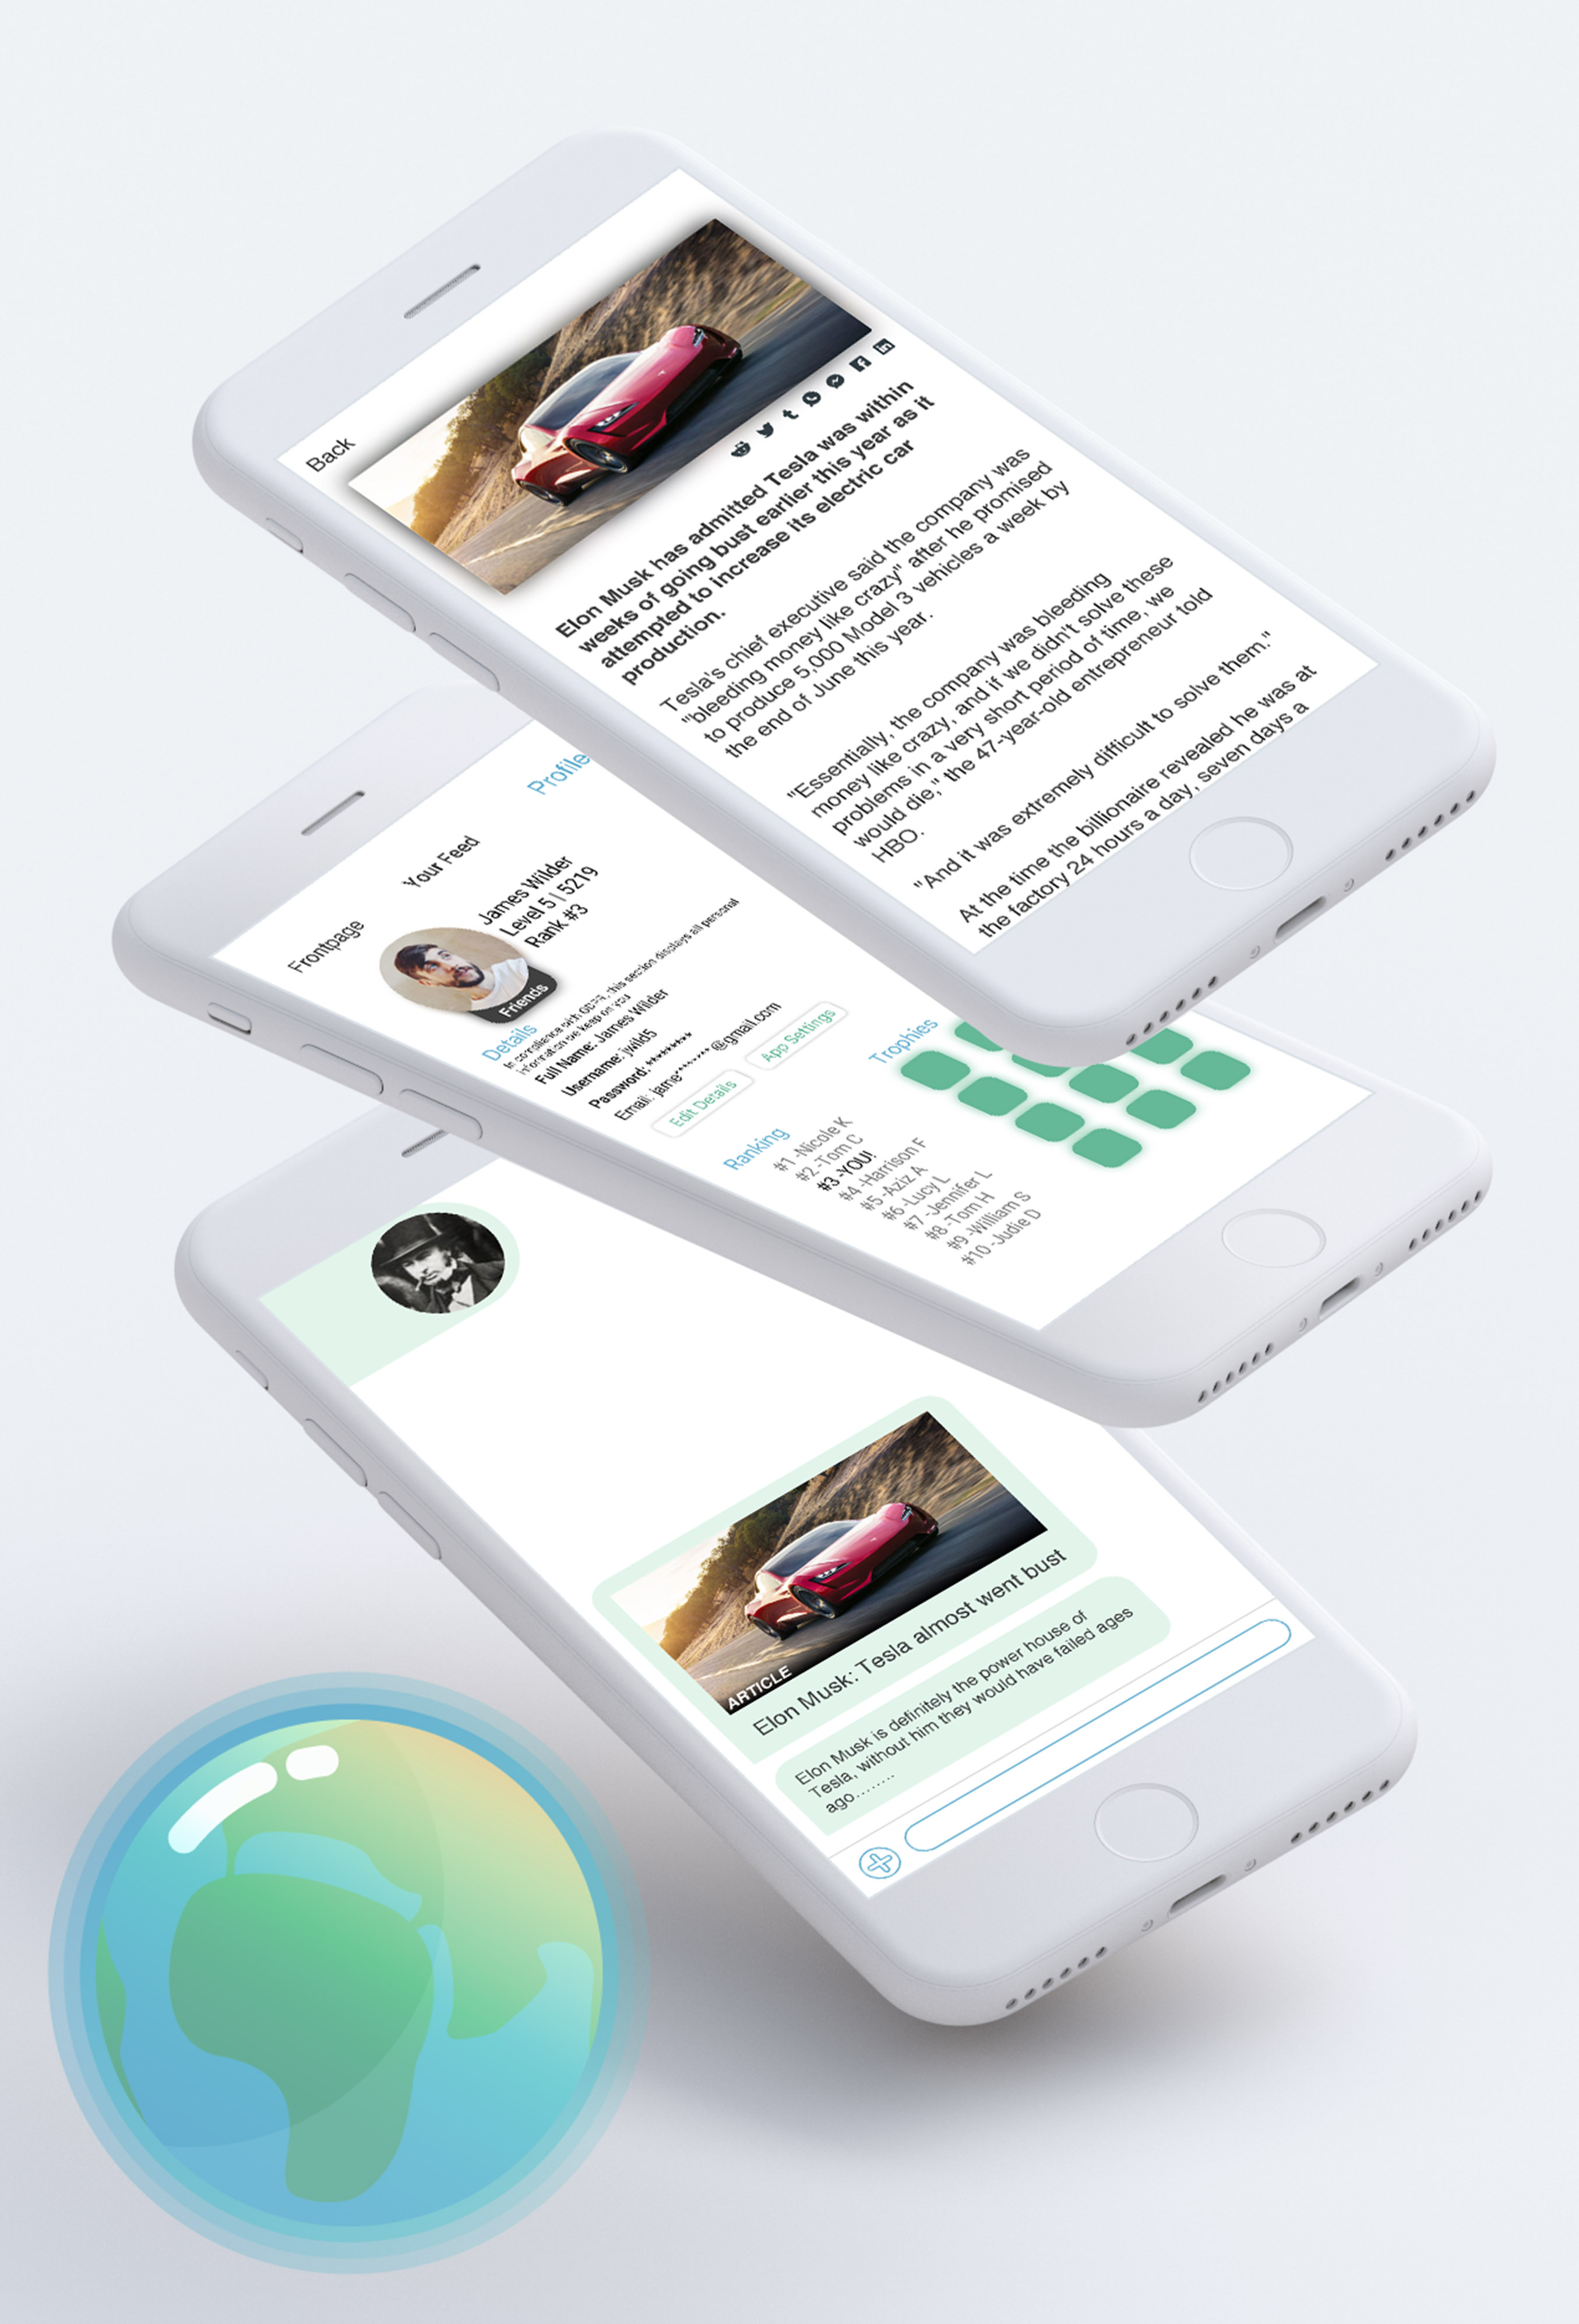 Back
Elon Musk has admitted Tesla was within
weeks of going bust earlier this year as it
attempted to increase its electric car
production.
Tesla's chief executive said the company was
"bleeding money like crazy" after he promised
to produce 5,000 Model 3 vehicles a week by
the end of June this year.
"Essentially, the company was bleeding
money like crazy, and if we didn't solve these
problems in a very short period of time, we
would die," the 47-year-old entrepreneur told
HBO.
"And it was extremely difficult to solve them."
At the time the billionaire revealed he was at
the factory 24 hours a day, seven days a
Frontpage
Your Feed
Profile
James Wilder
Level 5 | 5219
Rank #3
Friends
Details
In compliance with GDPR, this section displays all personal
information we keep on you
Full Name: James Wilder
Username: jwild5
Password: *********
Email: jame********@gmail.com
Edit Details
App Settings
Ranking
#1 -Nicole K
#2 -Tom C
#3 -YOU!
#4 -Harrison F
#5 -Aziz A
#6 -Lucy L
#7 -Jennifer L
#8 -Tom H
#9 -William S
#10 -Judie D
Trophies
ARTICLE
Elon Musk: Tesla almost went bust
Elon Musk is definitely the power house of
Tesla, without him they would have failed ages
ago........